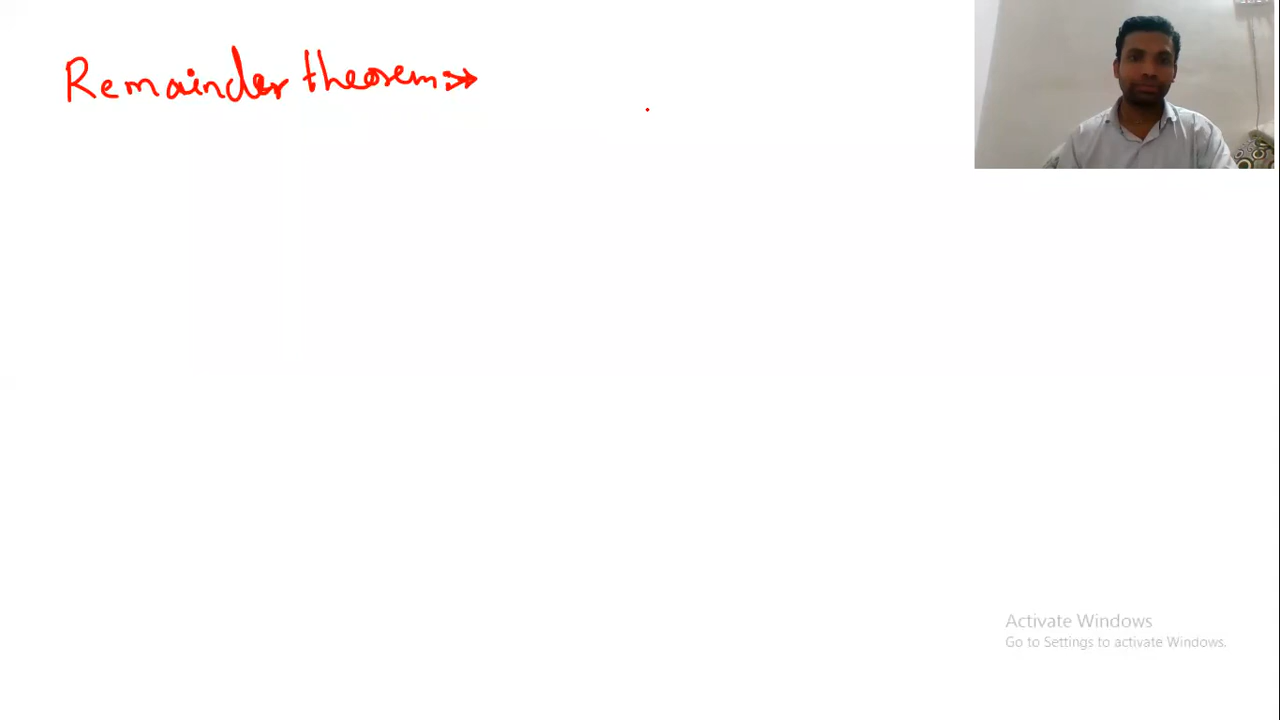 Remainder theorem:->
Activate Windows
Go to Settings to activate Windows.